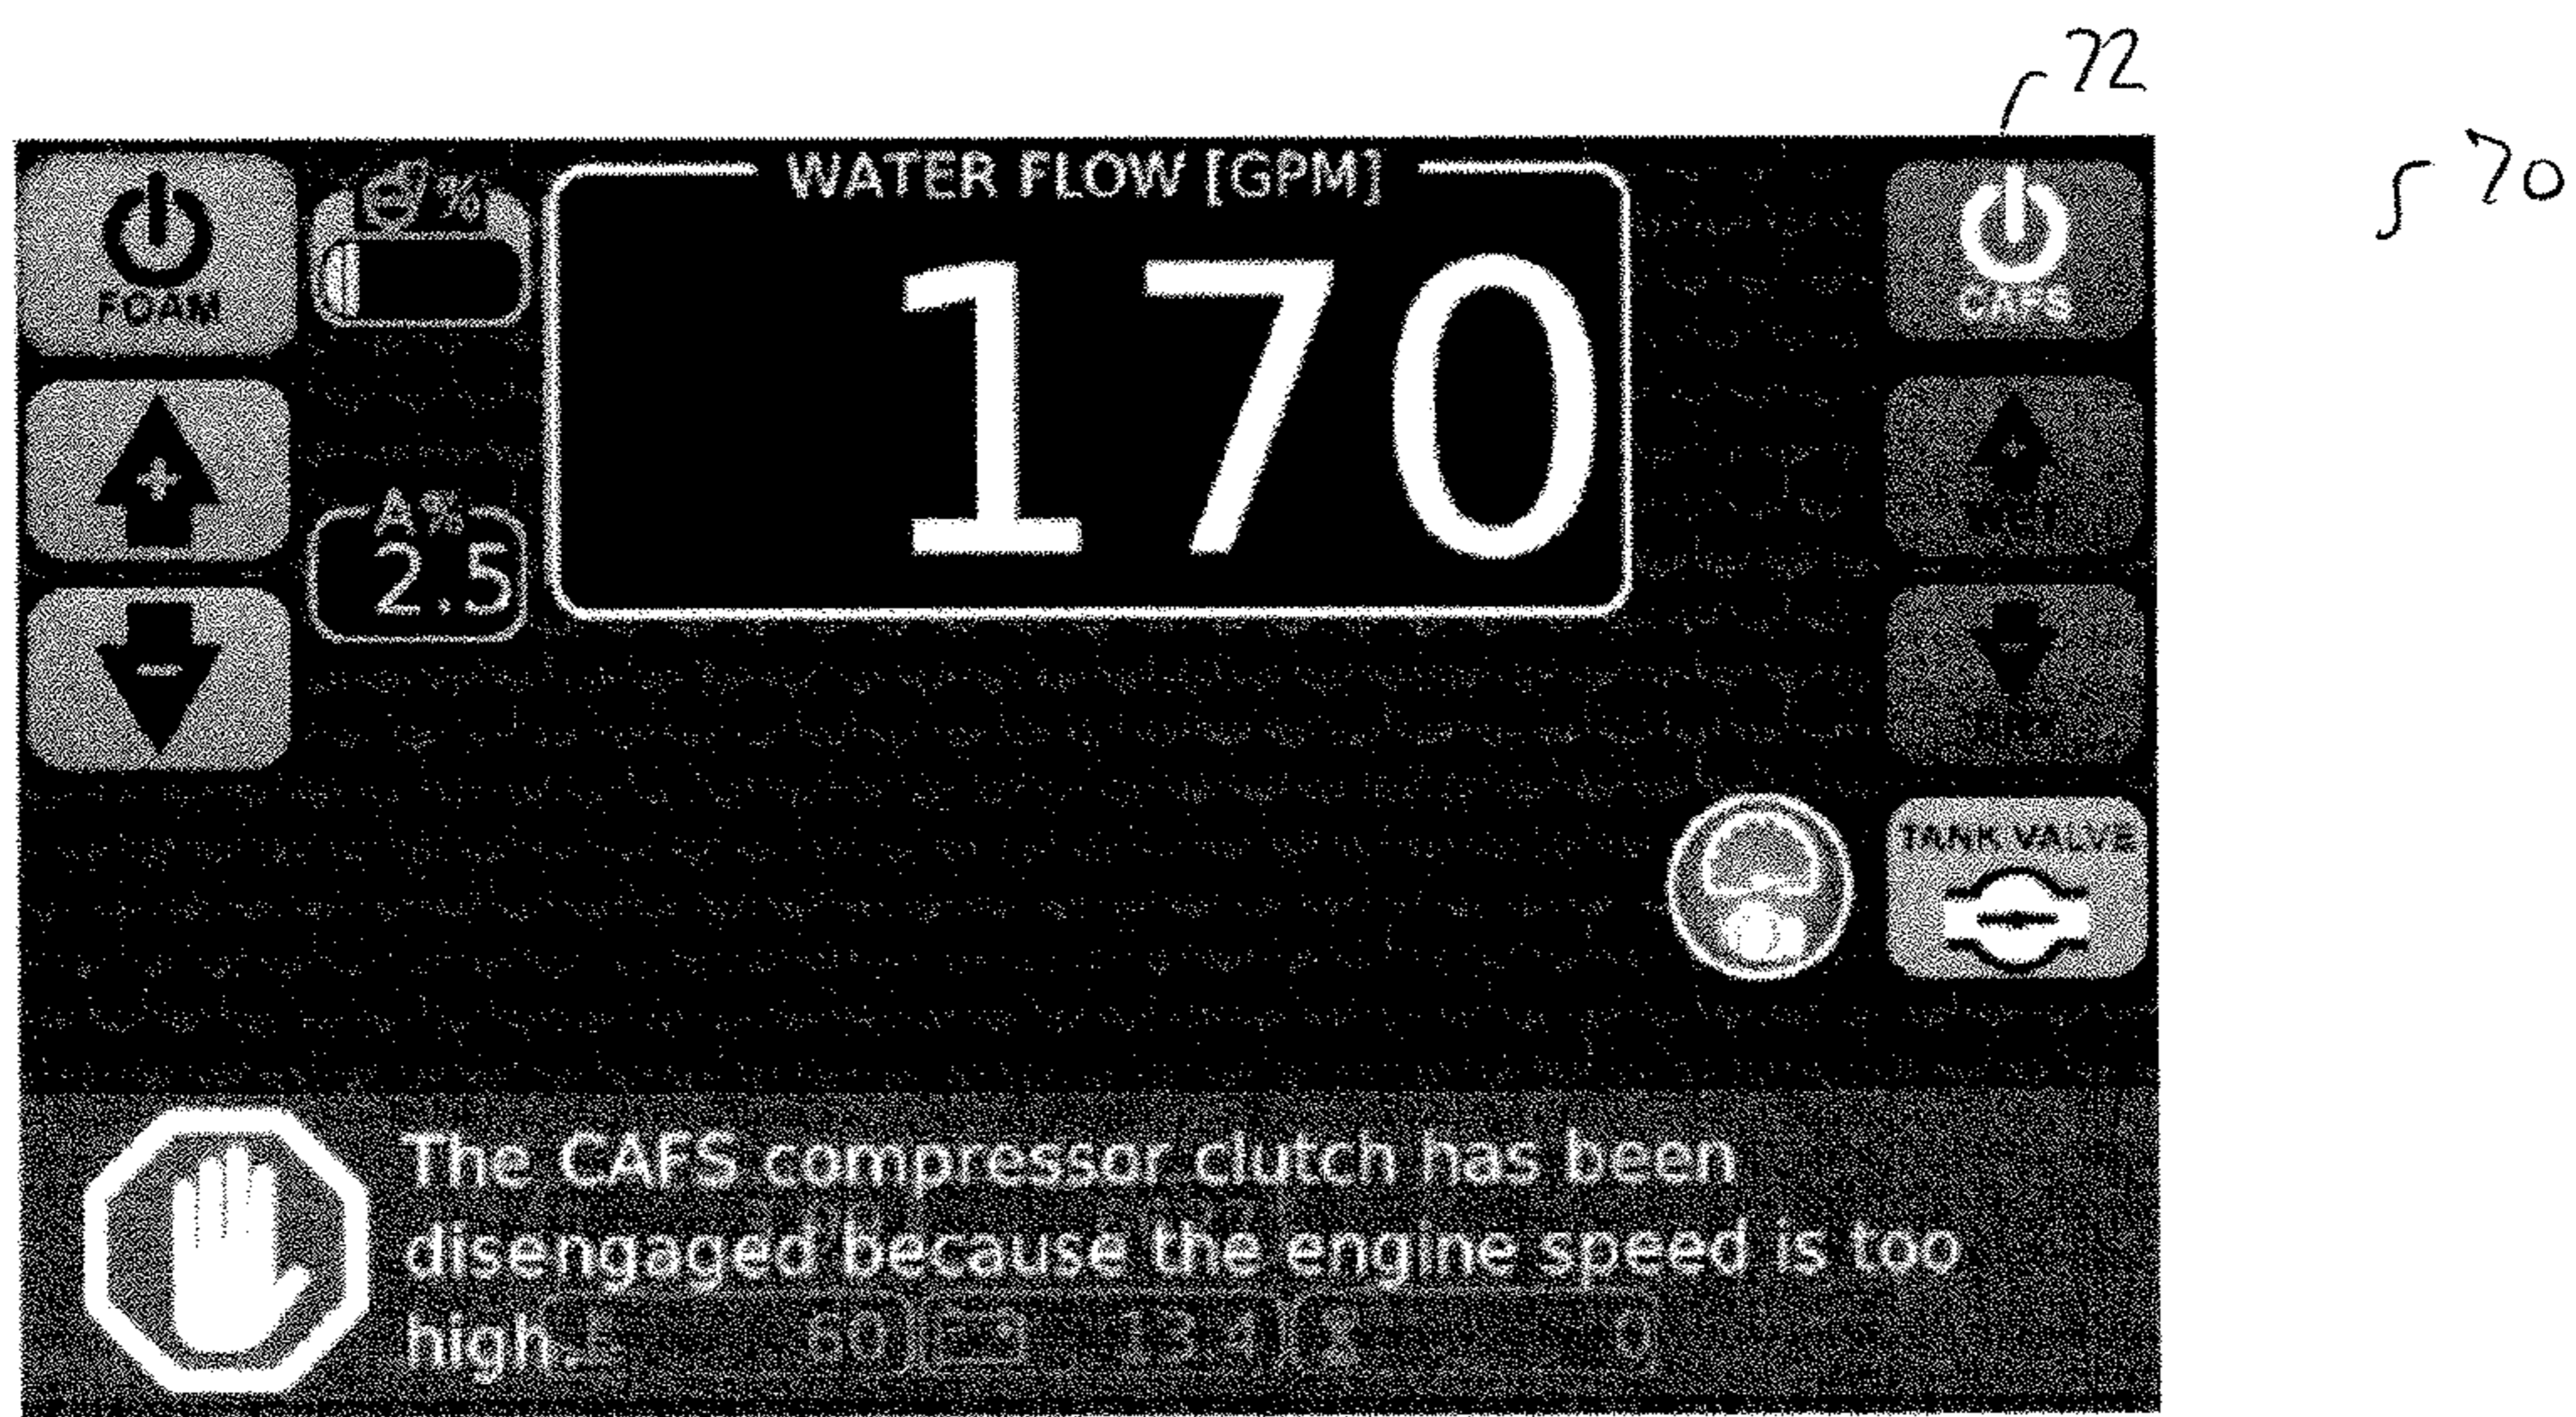 72
70
WATER FLOW [GPM]
170
FOAM
%
A%
2.5
CAFS
TANK VALVE
The CAFS compressor clutch has been
disengaged because the engine speed is too
high.
60 13.4 0